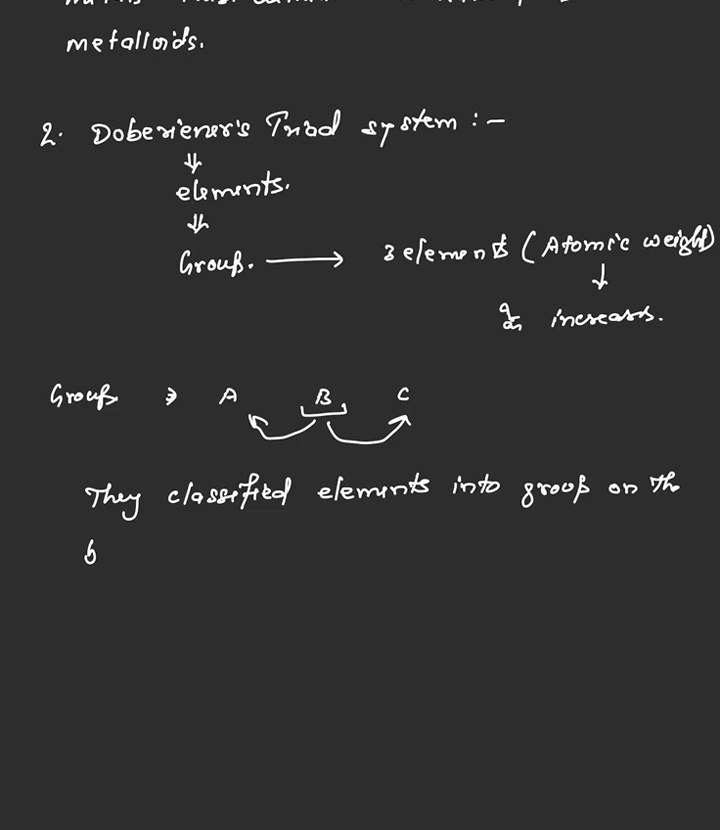 metalloids.
2. Doberiener's Triad system :-
elements.
Group. → 3 elements (Atomic weight)
increases.
Group → A B C
They classified elements into group on the
b